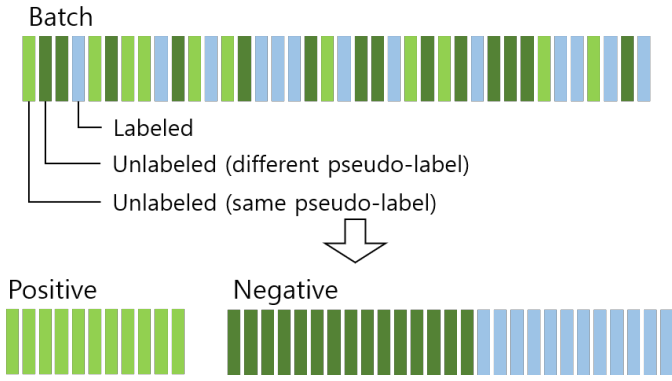 Batch
Labeled
Unlabeled (different pseudo-label)
Unlabeled (same pseudo-label)
Positive
Negative